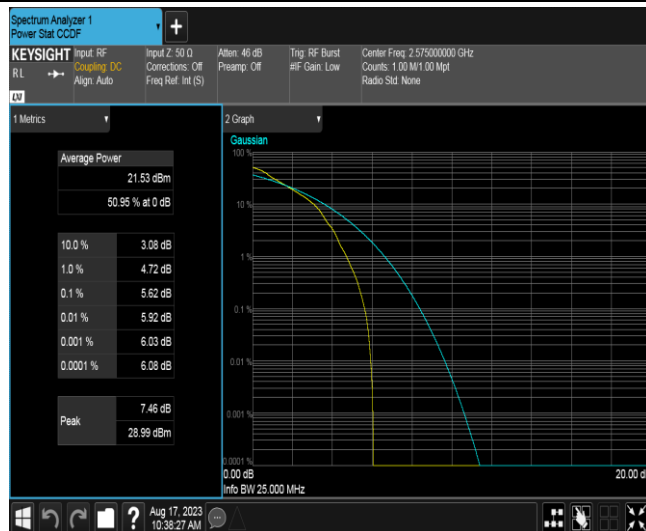 Spectrum Analyzer 1
Power Stat CCDF
+
KEYSIGHT
RL
LXI
Input: RF
Coupling: DC
Align: Auto
Input Z: 50 Ω
Corrections: Off
Freq Ref: Int (S)
Atten: 46 dB
Preamp: Off
Trig: RF Burst
#IF Gain: Low
Center Freq: 2.575000000 GHz
Counts: 1.00 M/1.00 Mpt
Radio Std: None
1 Metrics
Average Power
21.53 dBm
50.95 % at 0 dB
10.0 % 3.08 dB
1.0 % 4.72 dB
0.1 % 5.62 dB
0.01 % 5.92 dB
0.001 % 6.03 dB
0.0001 % 6.08 dB
Peak
7.46 dB
28.99 dBm
2 Graph
Gaussian
100 %
10 %
1 %
0.1 %
0.01 %
0.001 %
0.0001 %
0.00 dB
20.00 d
Info BW 25.000 MHz
?
Aug 17, 2023
10:38:27 AM